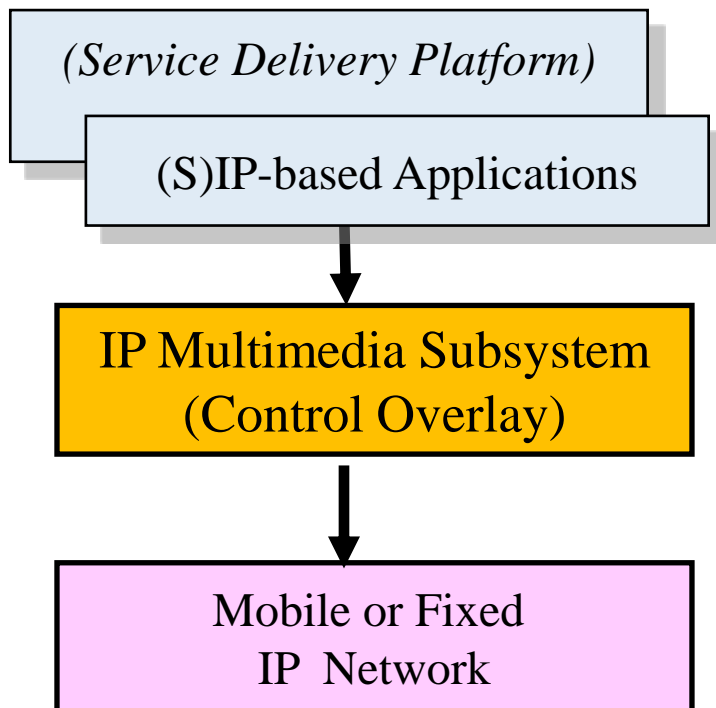 (Service Delivery Platform)
(S)IP-based Applications
IP Multimedia Subsystem
(Control Overlay)
Mobile or Fixed
IP Network